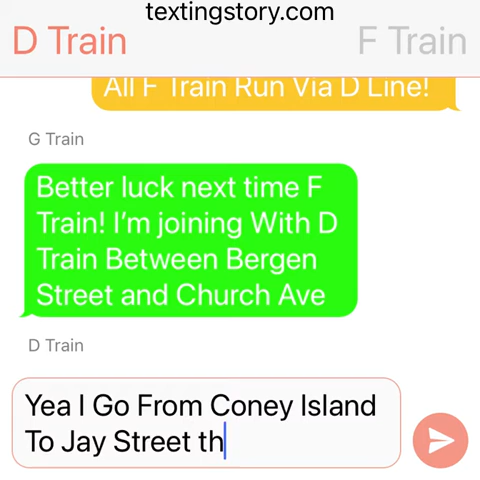 textingstory.com
D Train
F Train
All F Train Run Via D Line!
G Train
Better luck next time F
Train! I'm joining With D
Train Between Bergen
Street and Church Ave
D Train
Yea I Go From Coney Island
To Jay Street th